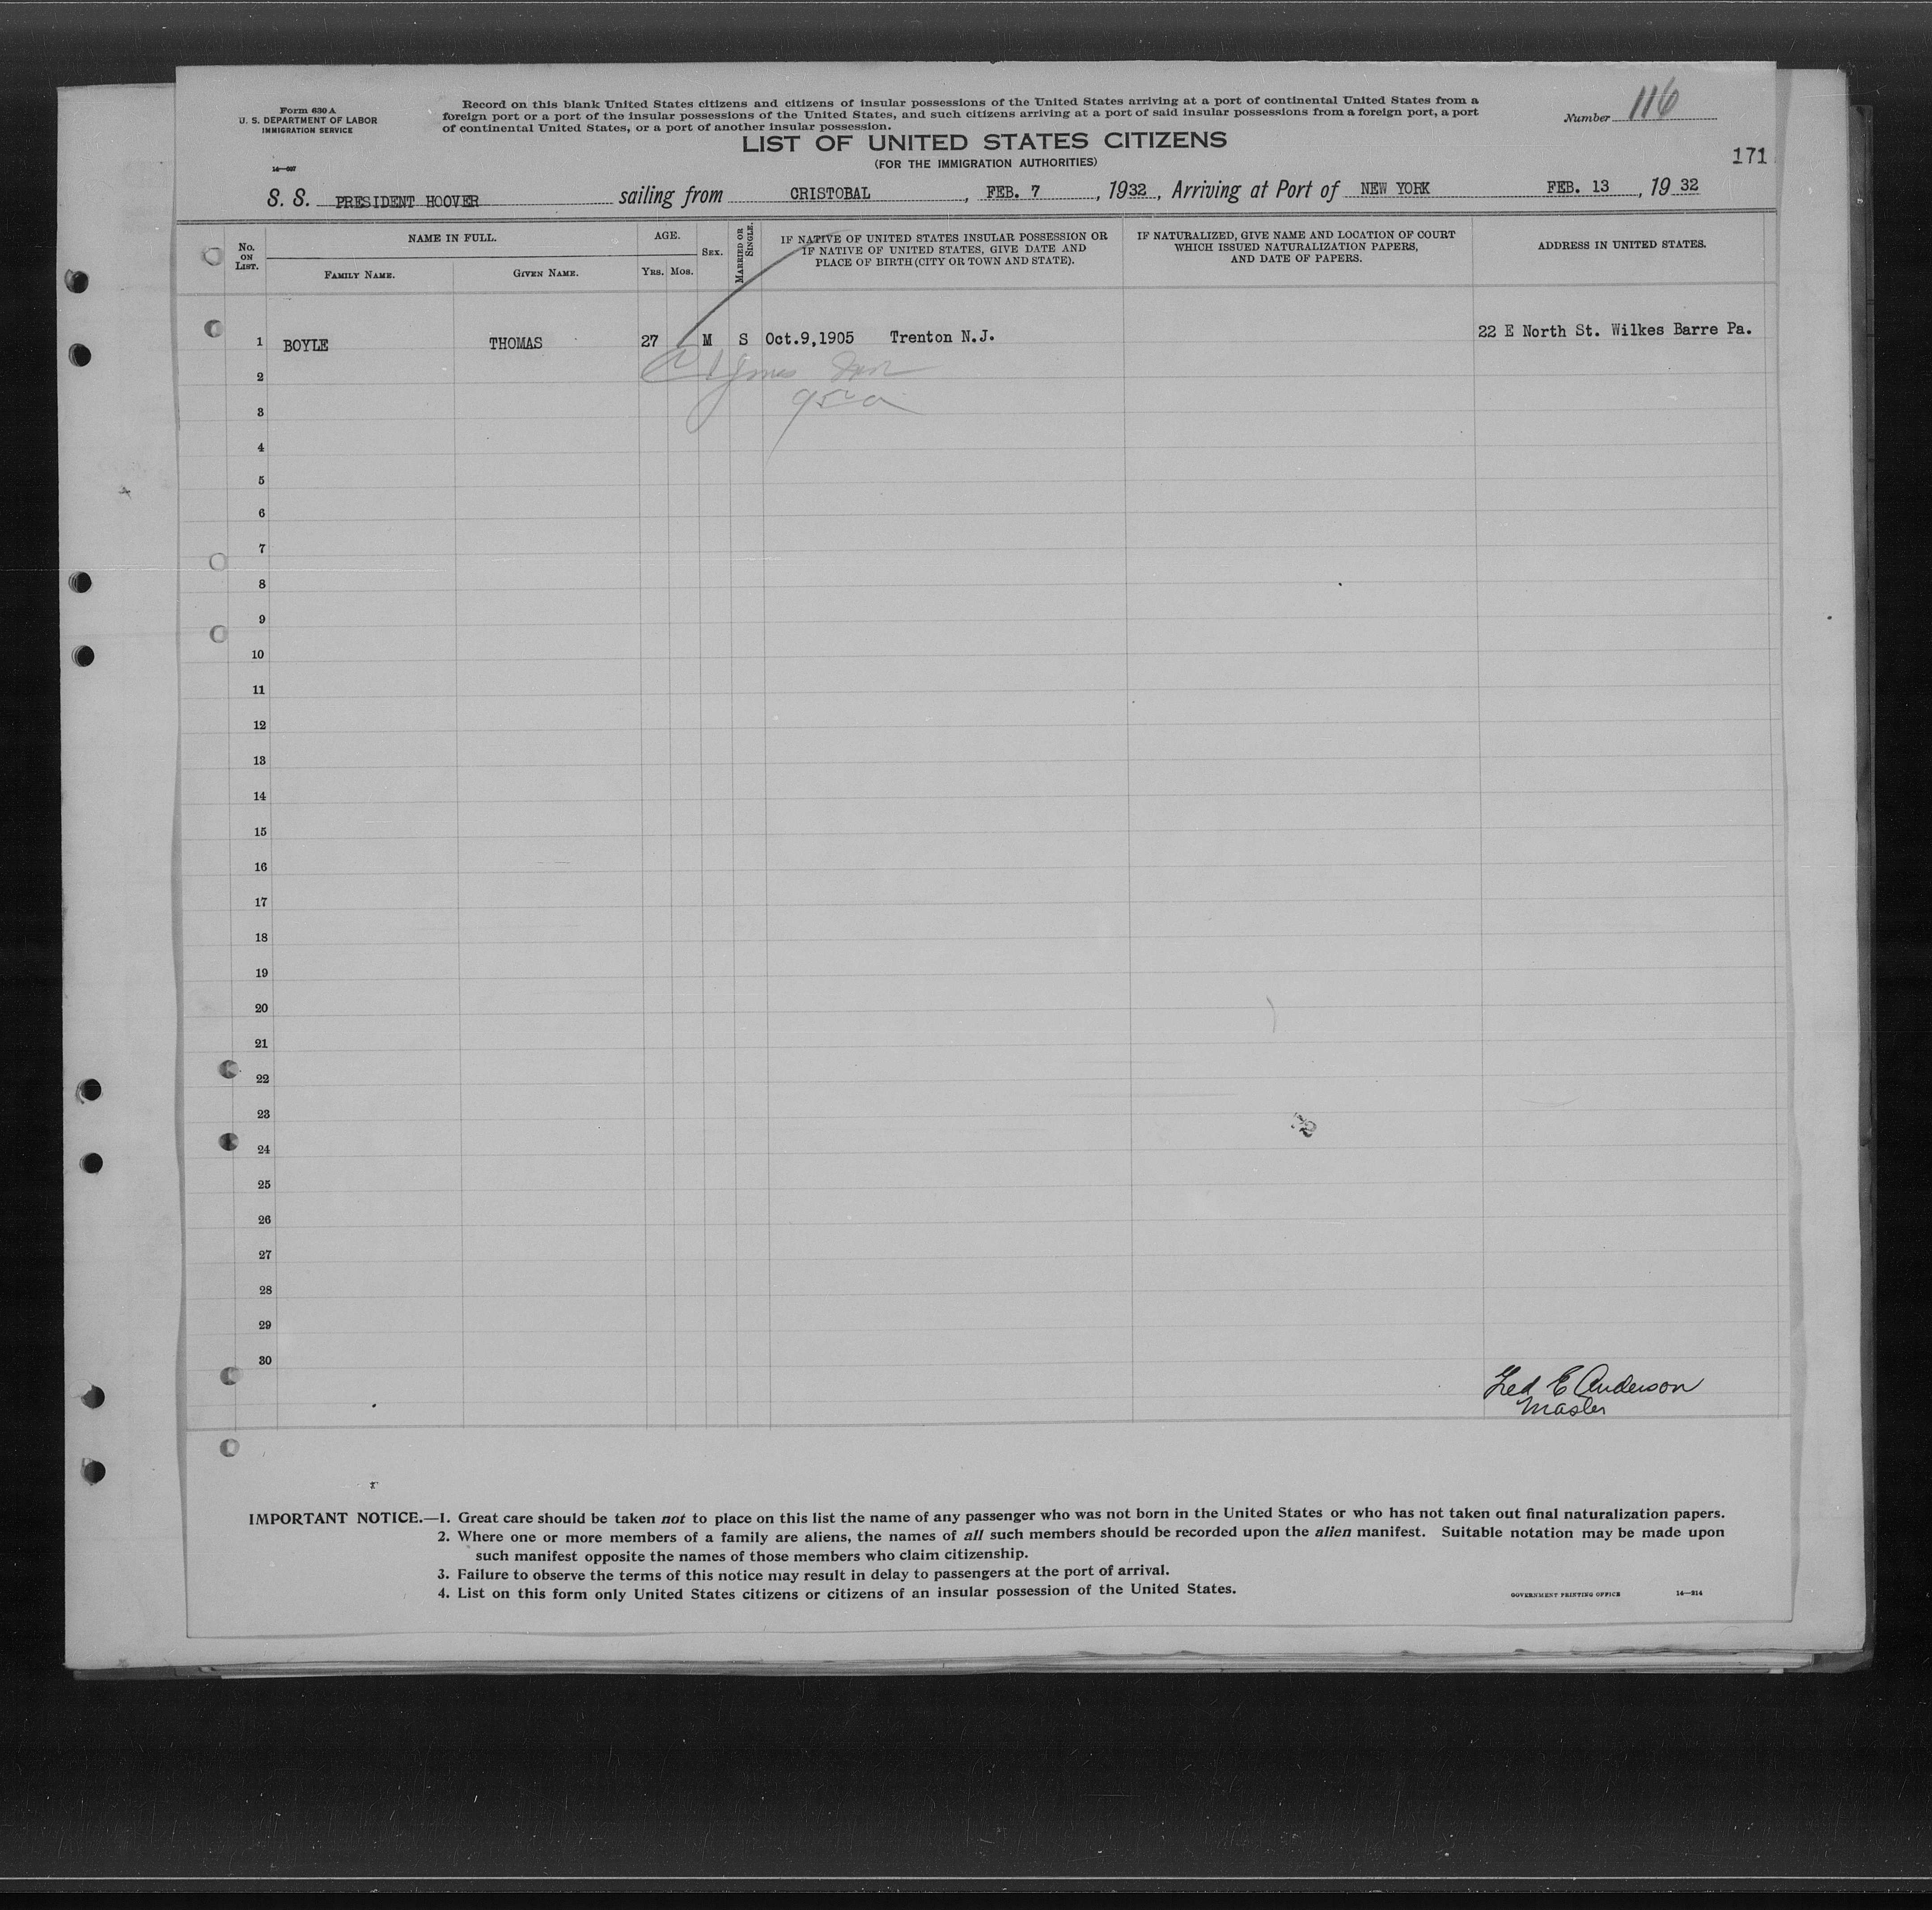 Form 630 A
U. S. DEPARTMENT OF LABOR
IMMIGRATION SERVICE
14—607
Record on this blank United States citizens and citizens of insular possessions of the United States arriving at a port of continental United States from a
foreign port or a port of the insular possessions of the United States, and such citizens arriving at a port of said insular possessions from a foreign port, a port
of continental United States, or a port of another insular possession.
Number 116
LIST OF UNITED STATES CITIZENS
(FOR THE IMMIGRATION AUTHORITIES)
171
S. S. PRESIDENT HOOVER sailing from CRISTOBAL, FEB. 7, 1932, Arriving at Port of NEW YORK FEB. 13, 1932
No. ON LIST.
NAME IN FULL.
FAMILY NAME.
GIVEN NAME.
AGE.
YRS.
MOS.
SEX.
MARRIED OR SINGLE.
IF NATIVE OF UNITED STATES INSULAR POSSESSION OR
IF NATIVE OF UNITED STATES, GIVE DATE AND
PLACE OF BIRTH (CITY OR TOWN AND STATE).
IF NATURALIZED, GIVE NAME AND LOCATION OF COURT
WHICH ISSUED NATURALIZATION PAPERS,
AND DATE OF PAPERS.
ADDRESS IN UNITED STATES.
1 BOYLE THOMAS 27 M S Oct.9,1905 Trenton N.J. 22 E North St. Wilkes Barre Pa.
2
3
4
5
6
7
8
9
10
11
12
13
14
15
16
17
18
19
20
21
22
23
24
25
26
27
28
29
30
Fred E Anderson
Master
IMPORTANT NOTICE.—1. Great care should be taken not to place on this list the name of any passenger who was not born in the United States or who has not taken out final naturalization papers.
2. Where one or more members of a family are aliens, the names of all such members should be recorded upon the alien manifest. Suitable notation may be made upon
such manifest opposite the names of those members who claim citizenship.
3. Failure to observe the terms of this notice may result in delay to passengers at the port of arrival.
4. List on this form only United States citizens or citizens of an insular possession of the United States.
GOVERNMENT PRINTING OFFICE 14—314